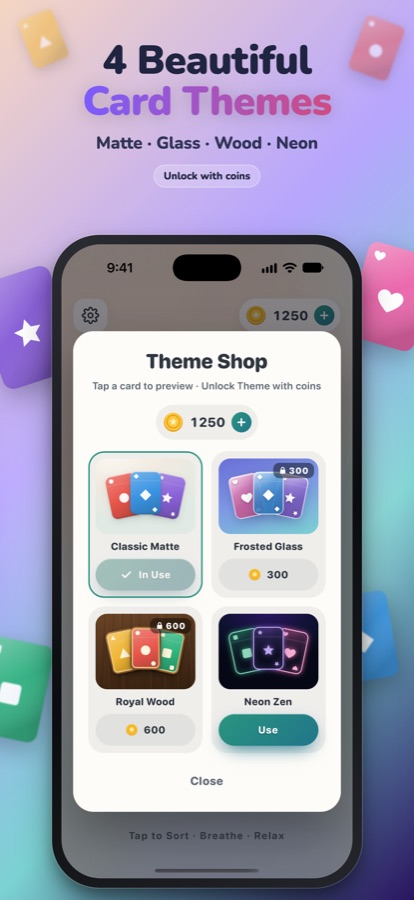 4 Beautiful
Card Themes
Matte · Glass · Wood · Neon
Unlock with coins
9:41
1250 +
Theme Shop
Tap a card to preview · Unlock Theme with coins
1250 +
300
Classic Matte
Frosted Glass
In Use
300
600
Royal Wood
Neon Zen
600
Use
Close
Tap to Sort · Breathe · Relax